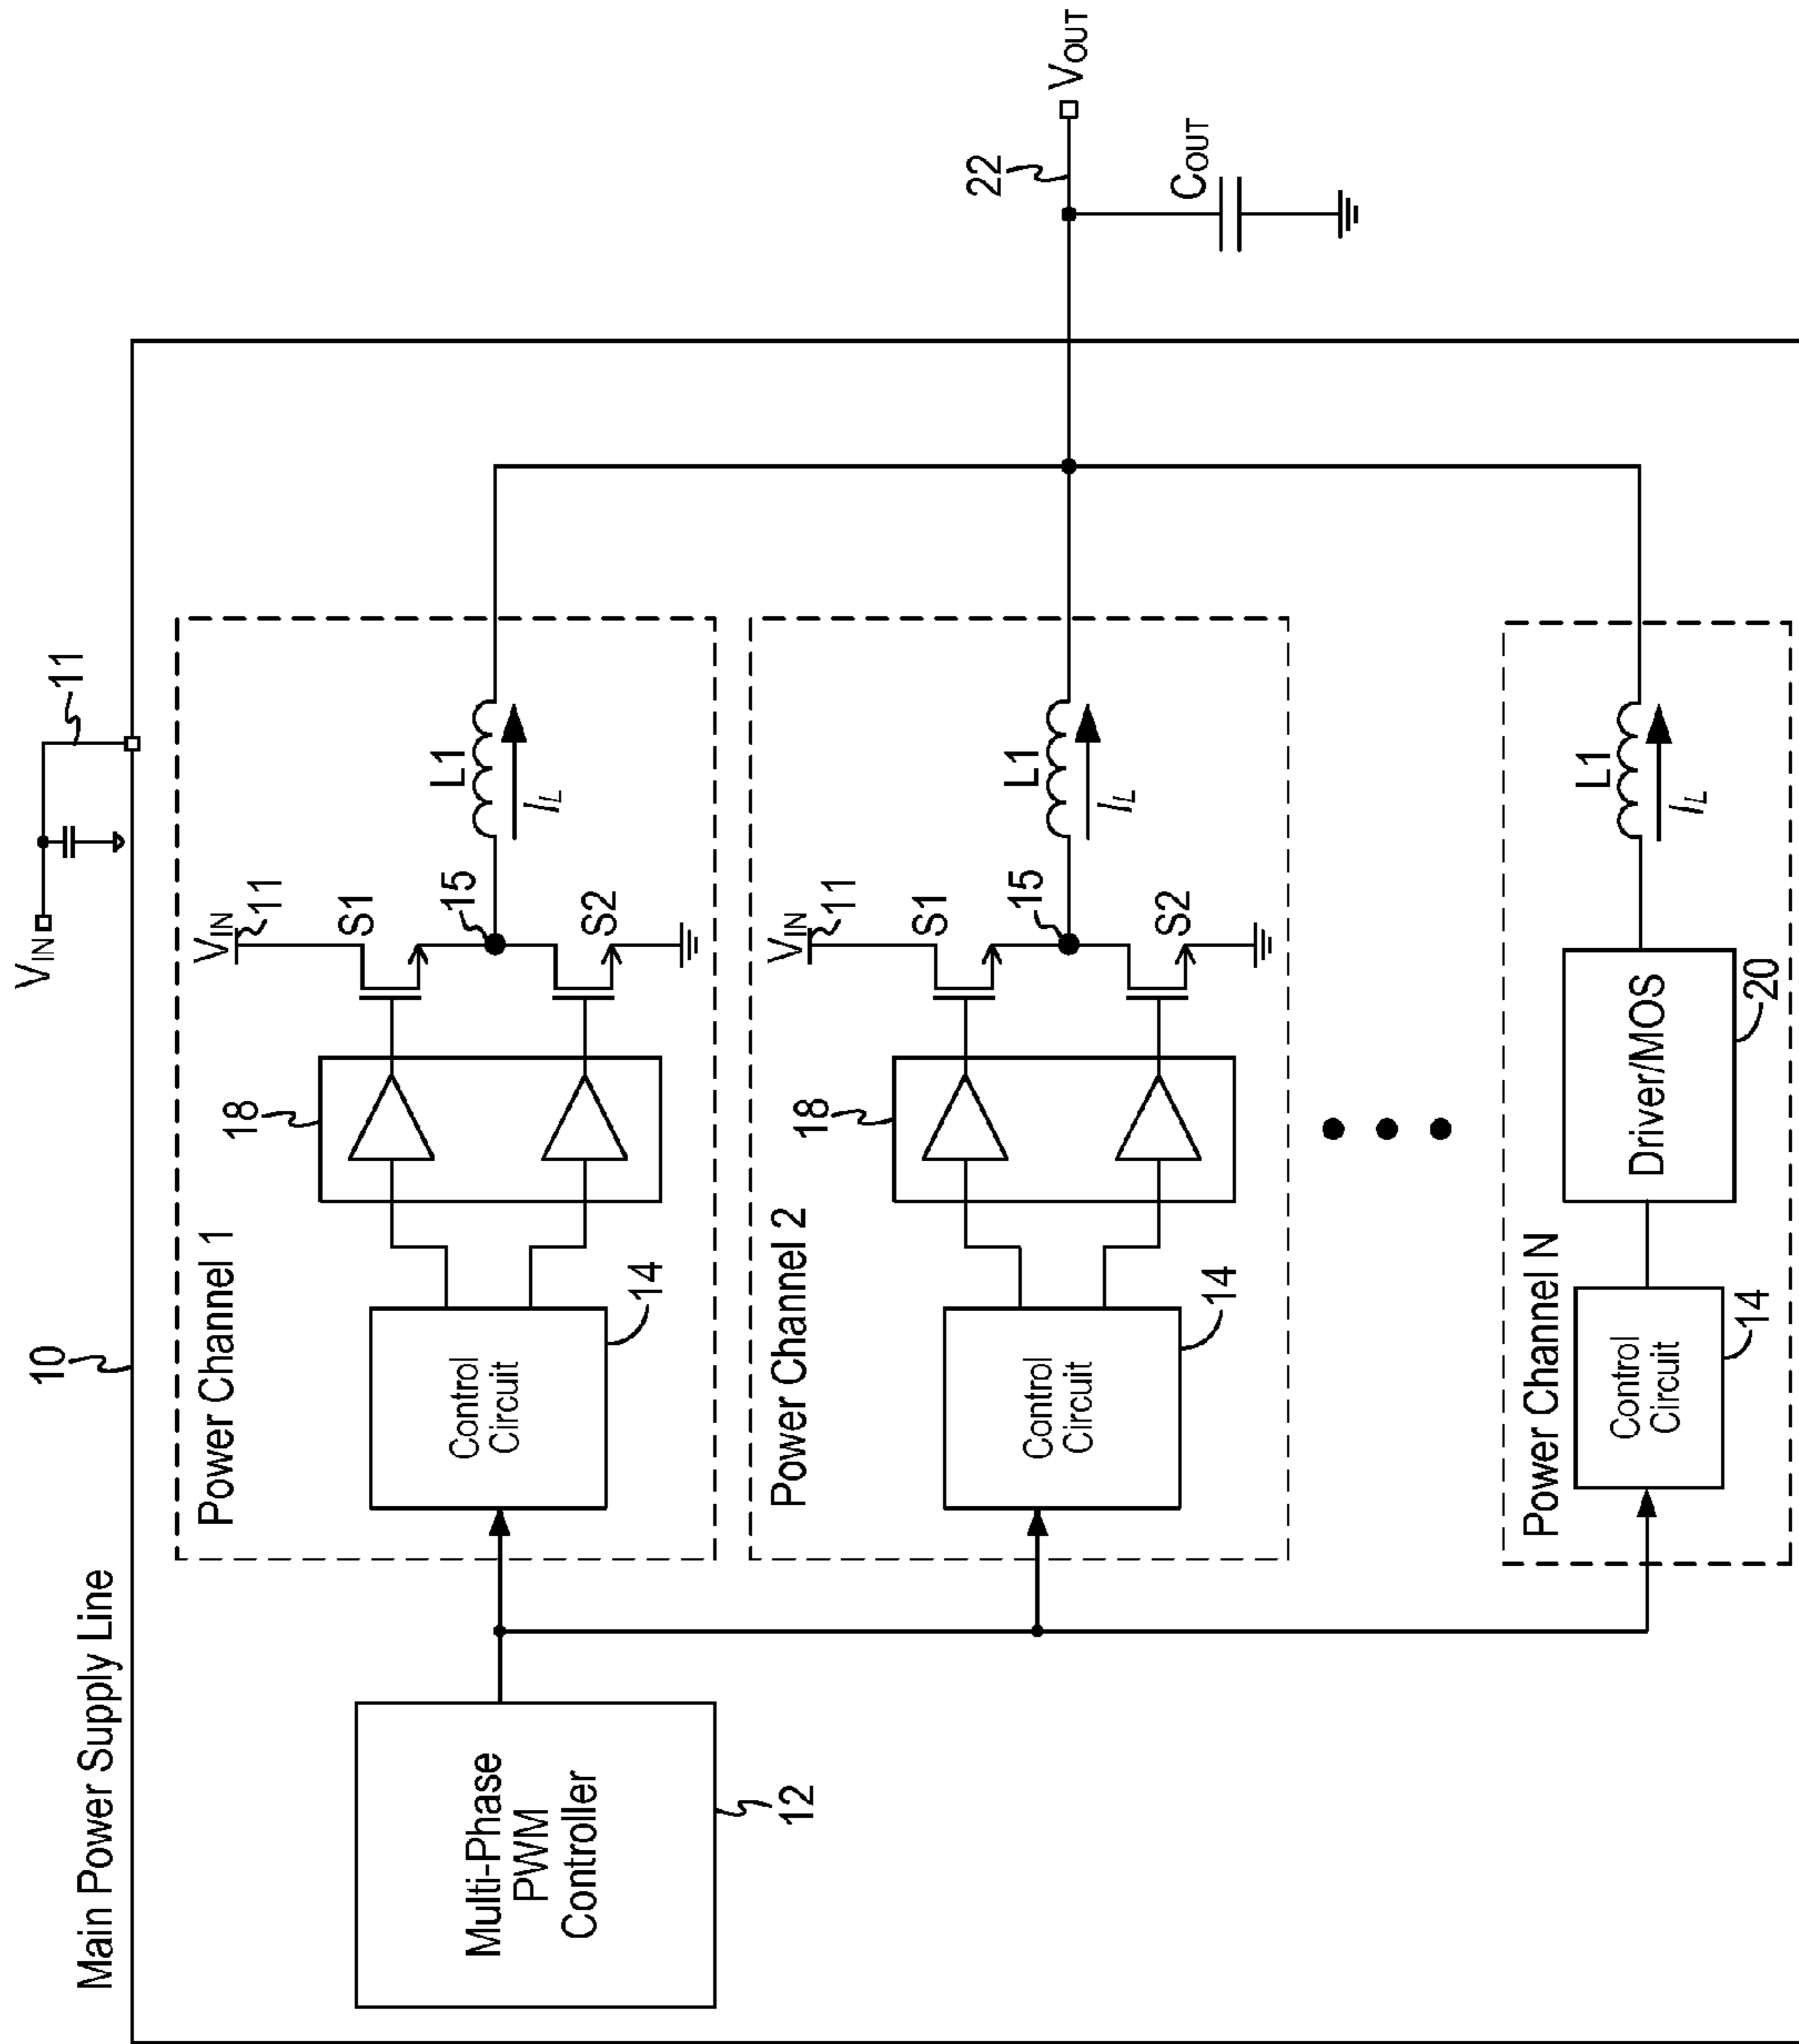 Main Power Supply Line
10
VIN
11
Multi-Phase
PWM
Controller
12
Power Channel 1
Control
Circuit
14
18
VIN
11
S1
15
S2
L1
IL
Power Channel 2
Control
Circuit
14
18
VIN
11
S1
15
S2
L1
IL
Power Channel N
Control
Circuit
14
Driver/MOS
20
L1
IL
22
VOUT
COUT